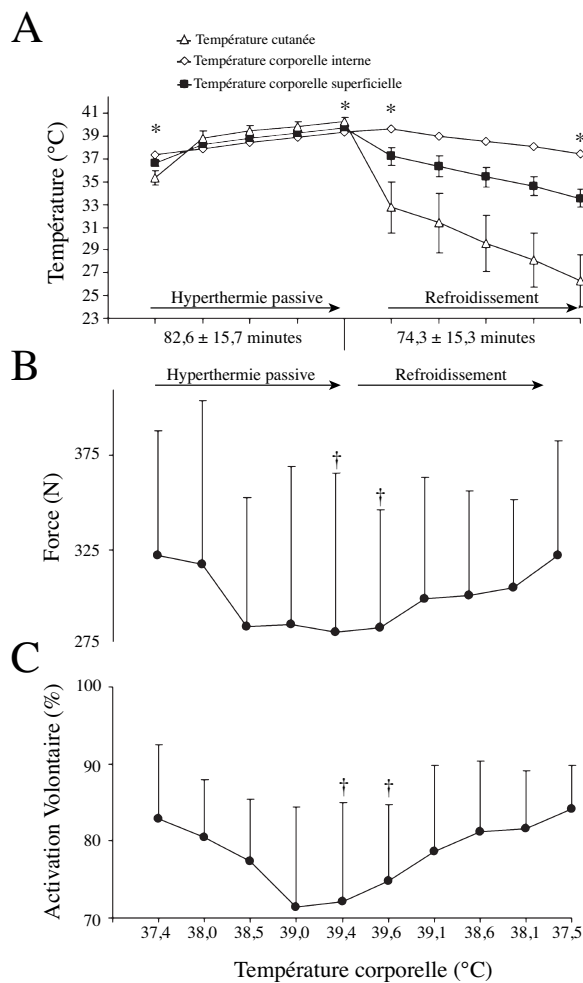 A
Température cutanée
Température corporelle interne
Température corporelle superficielle
Température (°C)
41
39
37
35
33
31
29
27
25
23
*
*
*
*
Hyperthermie passive
Refroidissement
82,6 ± 15,7 minutes
74,3 ± 15,3 minutes
B
Hyperthermie passive
Refroidissement
Force (N)
375
325
275
†
†
C
Activation Volontaire (%)
100
90
80
70
†
†
37,4 38,0 38,5 39,0 39,4 39,6 39,1 38,6 38,1 37,5
Température corporelle (°C)